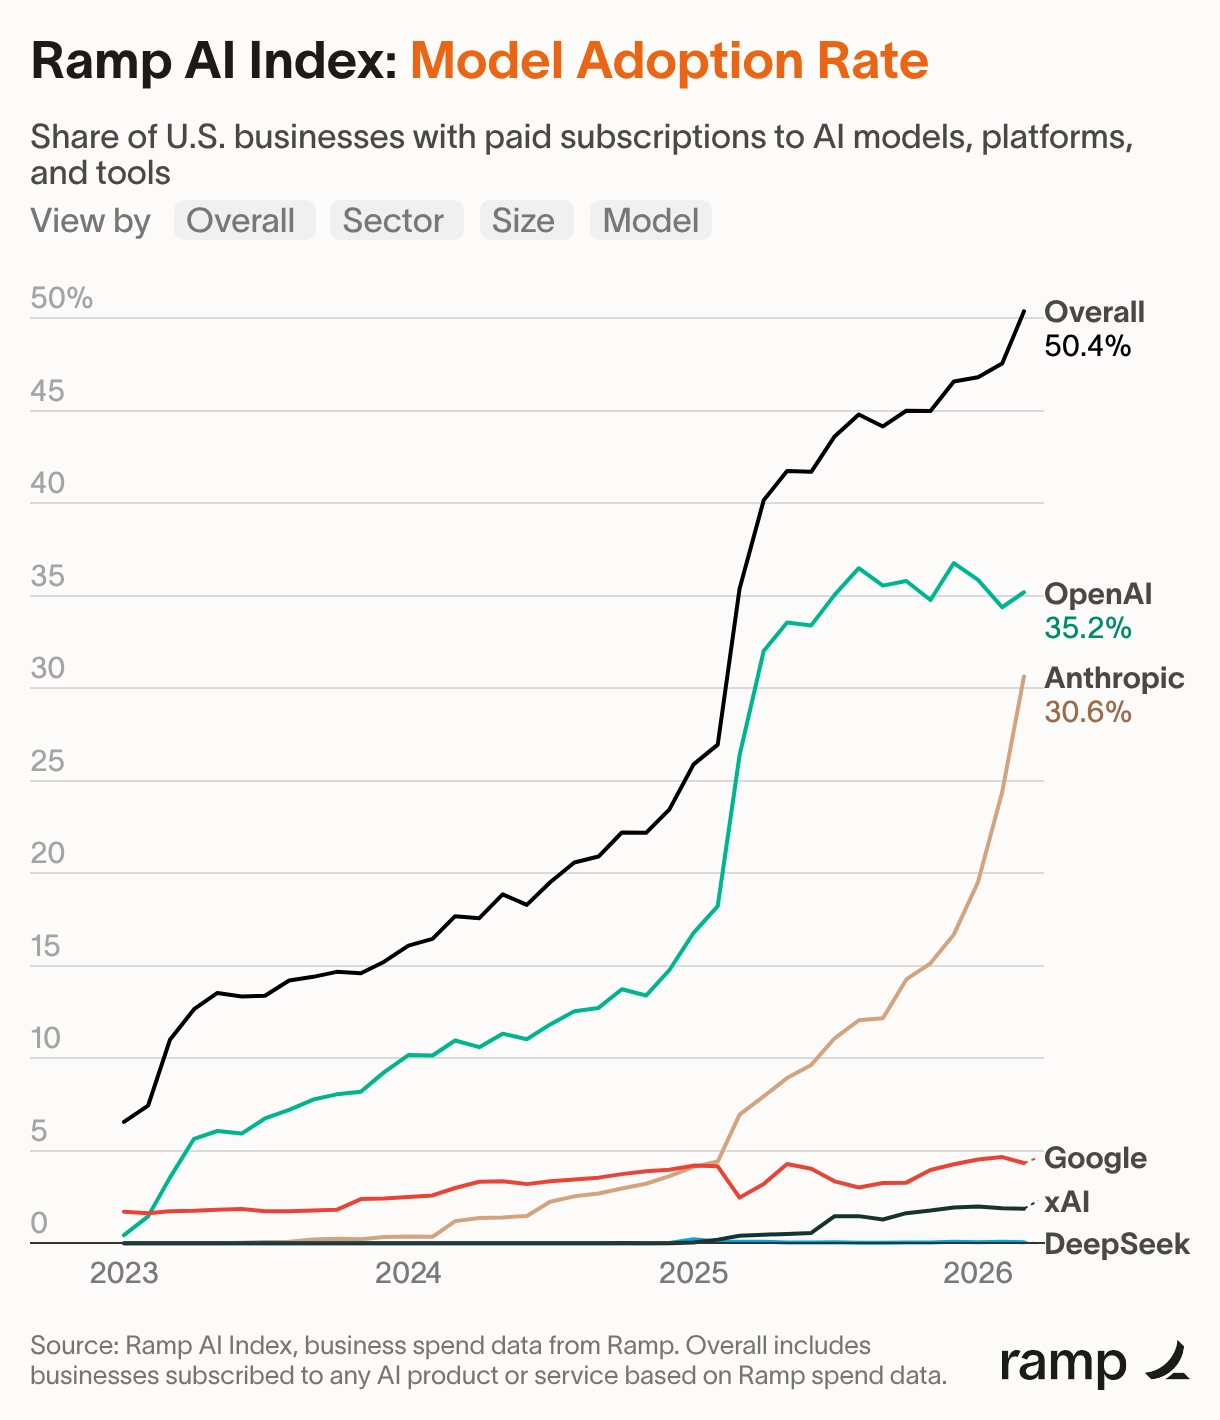 Ramp AI Index: Model Adoption Rate
Share of U.S. businesses with paid subscriptions to AI models, platforms,
and tools
View by Overall Sector Size Model
50%
45
40
35
30
25
20
15
10
5
0
Overall
50.4%
OpenAI
35.2%
Anthropic
30.6%
Google
xAI
DeepSeek
2023 2024 2025 2026
Source: Ramp AI Index, business spend data from Ramp. Overall includes
businesses subscribed to any AI product or service based on Ramp spend data.
ramp